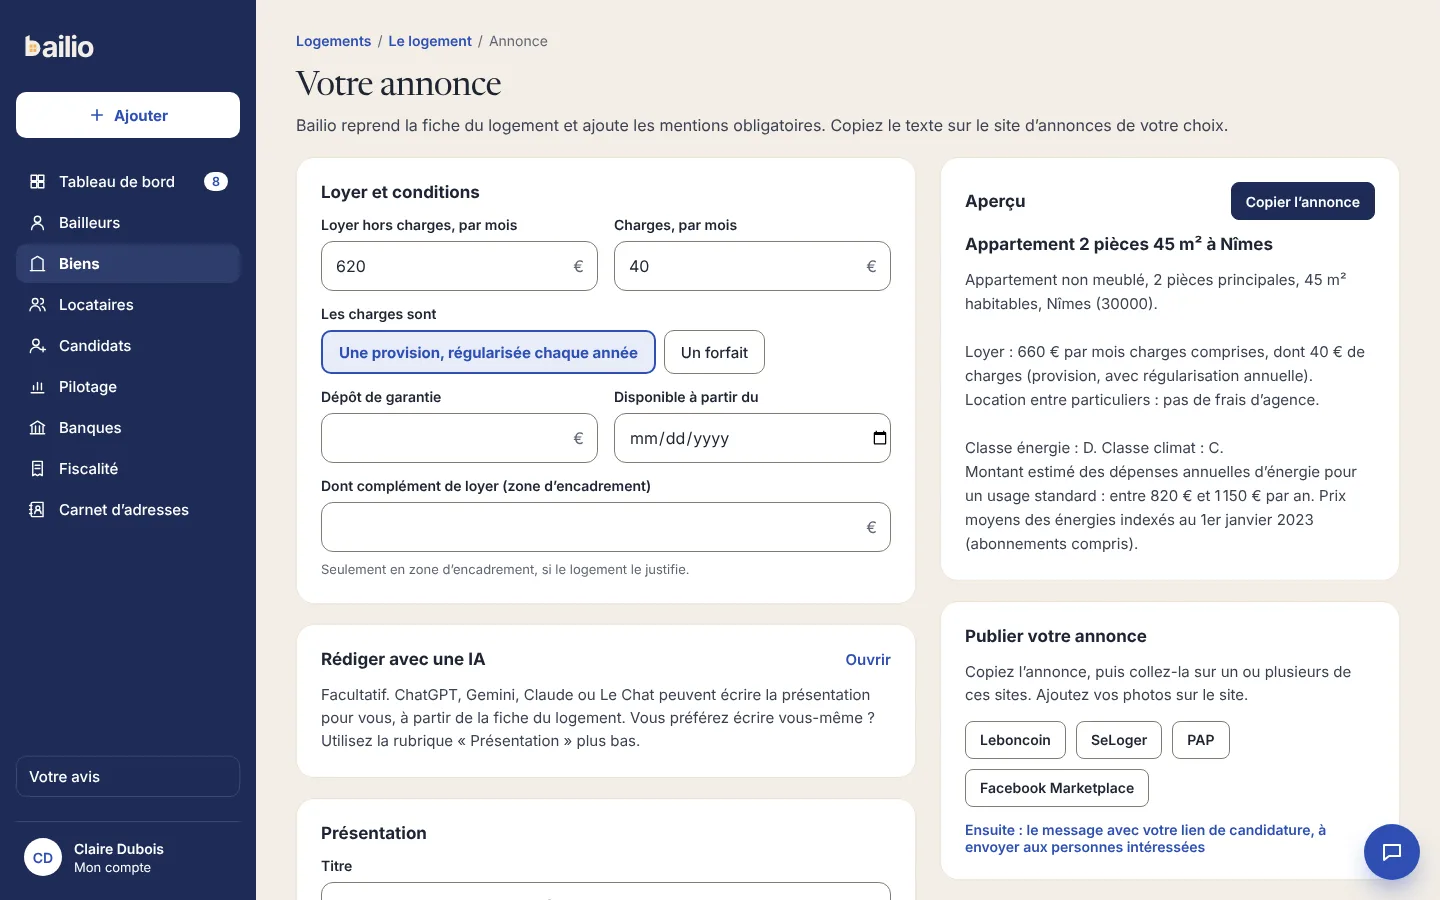 bailio
Ajouter
Tableau de bord 8
Bailleurs
Biens
Locataires
Candidats
Pilotage
Banques
Fiscalité
Carnet d’adresses
Votre avis
CD
Claire Dubois
Mon compte
Logements / Le logement / Annonce
Votre annonce
Bailio reprend la fiche du logement et ajoute les mentions obligatoires. Copiez le texte sur le site d’annonces de votre choix.
Loyer et conditions
Loyer hors charges, par mois
620 €
Charges, par mois
40 €
Les charges sont
Une provision, régularisée chaque année
Un forfait
Dépôt de garantie
€
Disponible à partir du
mm/dd/yyyy
Dont complément de loyer (zone d’encadrement)
€
Seulement en zone d’encadrement, si le logement le justifie.
Rédiger avec une IA
Ouvrir
Facultatif. ChatGPT, Gemini, Claude ou Le Chat peuvent écrire la présentation
pour vous, à partir de la fiche du logement. Vous préférez écrire vous-même ?
Utilisez la rubrique « Présentation » plus bas.
Présentation
Titre
Aperçu
Copier l’annonce
Appartement 2 pièces 45 m² à Nîmes
Appartement non meublé, 2 pièces principales, 45 m²
habitables, Nîmes (30000).
Loyer : 660 € par mois charges comprises, dont 40 € de
charges (provision, avec régularisation annuelle).
Location entre particuliers : pas de frais d’agence.
Classe énergie : D. Classe climat : C.
Montant estimé des dépenses annuelles d’énergie pour
un usage standard : entre 820 € et 1 150 € par an. Prix
moyens des énergies indexés au 1er janvier 2023
(abonnements compris).
Publier votre annonce
Copiez l’annonce, puis collez-la sur un ou plusieurs de
ces sites. Ajoutez vos photos sur le site.
Leboncoin
SeLoger
PAP
Facebook Marketplace
Ensuite : le message avec votre lien de candidature, à
envoyer aux personnes intéressées